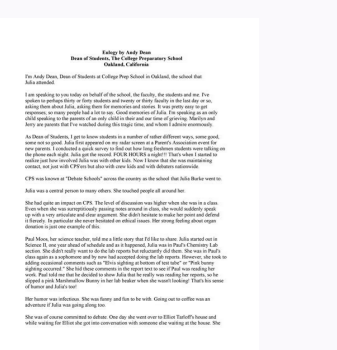 Eulogy by Andy Dean
Dean of Students, The College Preparatory School
Oakland, California
I'm Andy Dean, Dean of Students at College Prep School in Oakland, the school that
Julia attended.
I am speaking to you today on behalf of the school, the faculty, the students and me. I've
spoken to perhaps thirty or forty students and twenty or thirty faculty in the last day or so,
asking them about Julia, asking them for memories and stories. It was pretty easy to get
responses; so many people had a lot to say. Good memories of Julia. I'm speaking as an only
child speaking to the parents of an only child in their and our time of grieving. Marilyn and
Jerry are parents that I've watched during this tragic time, and whom I admire enormously.
As Dean of Students, I get to know students in a number of rather different ways, some good,
some not so good. Julia first appeared on my radar screen at a Parent's Association event for
new parents. I conducted a quick survey to find out how long freshmen students were talking on
the phone each night. Julia got the record. FOUR HOURS a night!!! That's when I started to
realize just how involved Julia was with other kids. Now I know that she was maintaining
contact, not just with CPS'ers but also with crew kids and with debaters nationwide.
CPS was known at "Debate Schools" across the country as the school that Julia Burke went to.
Julia was a central person to many others. She touched people all around her.
She had quite an impact on CPS. The level of discussion was higher when she was in a class.
Even when she was surreptitiously passing notes around in class, she would suddenly speak
up with a very articulate and clear argument. She didn't hesitate to make her point and defend
it fiercely. In particular she never hesitated on ethical issues. Her strong feeling about organ
donation is just one example of this.
Paul Moos, her science teacher, told me a little story that I'd like to share. Julia started out in
Science II, one year ahead of schedule and as it happened, Julia was in Paul's Chemistry Lab
section. She didn't really want to do the lab reports but reluctantly did them. She was in Paul's
class again as a sophomore and by now had accepted doing the lab reports. However, she took to
adding occasional comments such as "Elvis sighting at bottom of test tube" or "Pink bunny
sighting occurred." She hid these comments in the report text to see if Paul was reading her
work. Paul told me that he decided to show Julia that he really was reading her reports, so he
slipped a pink Marshmallow Bunny in her lab beaker when she wasn't looking! That's his sense
of humor and Julia's too!
Her humor was infectious. She was funny and fun to be with. Going out to coffee was an
adventure if Julia was going along too.
She was of course committed to debate. One day she went over to Elliot Tarloff's house and
while waiting for Elliot she got into conversation with someone else waiting at the house. She